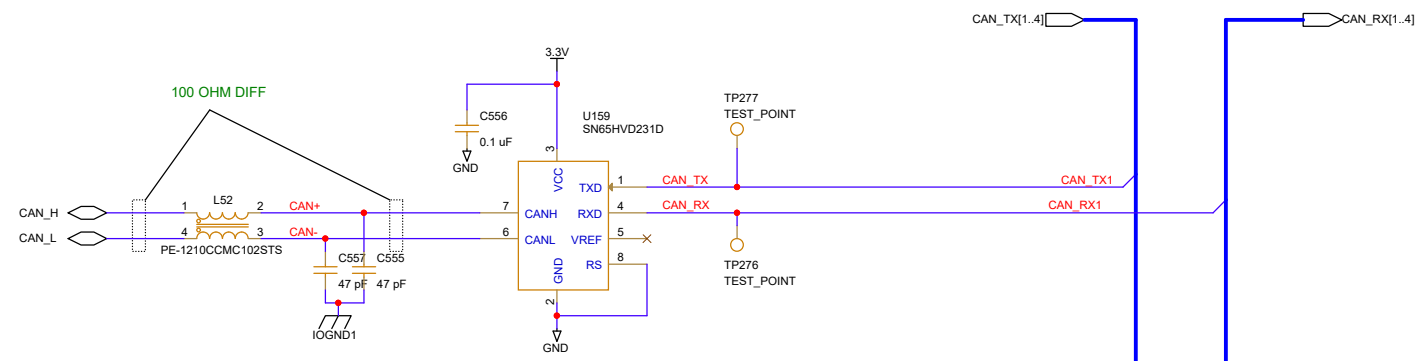 CAN_TX[1..4]
CAN_RX[1..4]
3.3V
100 OHM DIFF
C556
0.1 uF
GND
U159
SN65HVD231D
TP277
TEST_POINT
3
VCC
TXD
1
CAN_TX
CAN_TX1
L52
CAN_H
1
2
CAN+
7
CANH
RXD
4
CAN_RX
CAN_RX1
CAN_L
4
3
CAN-
6
CANL
VREF
5
PE-1210CCMC102STS
C557
C555
47 pF
47 pF
GND
RS
8
TP276
TEST_POINT
2
IOGND1
GND